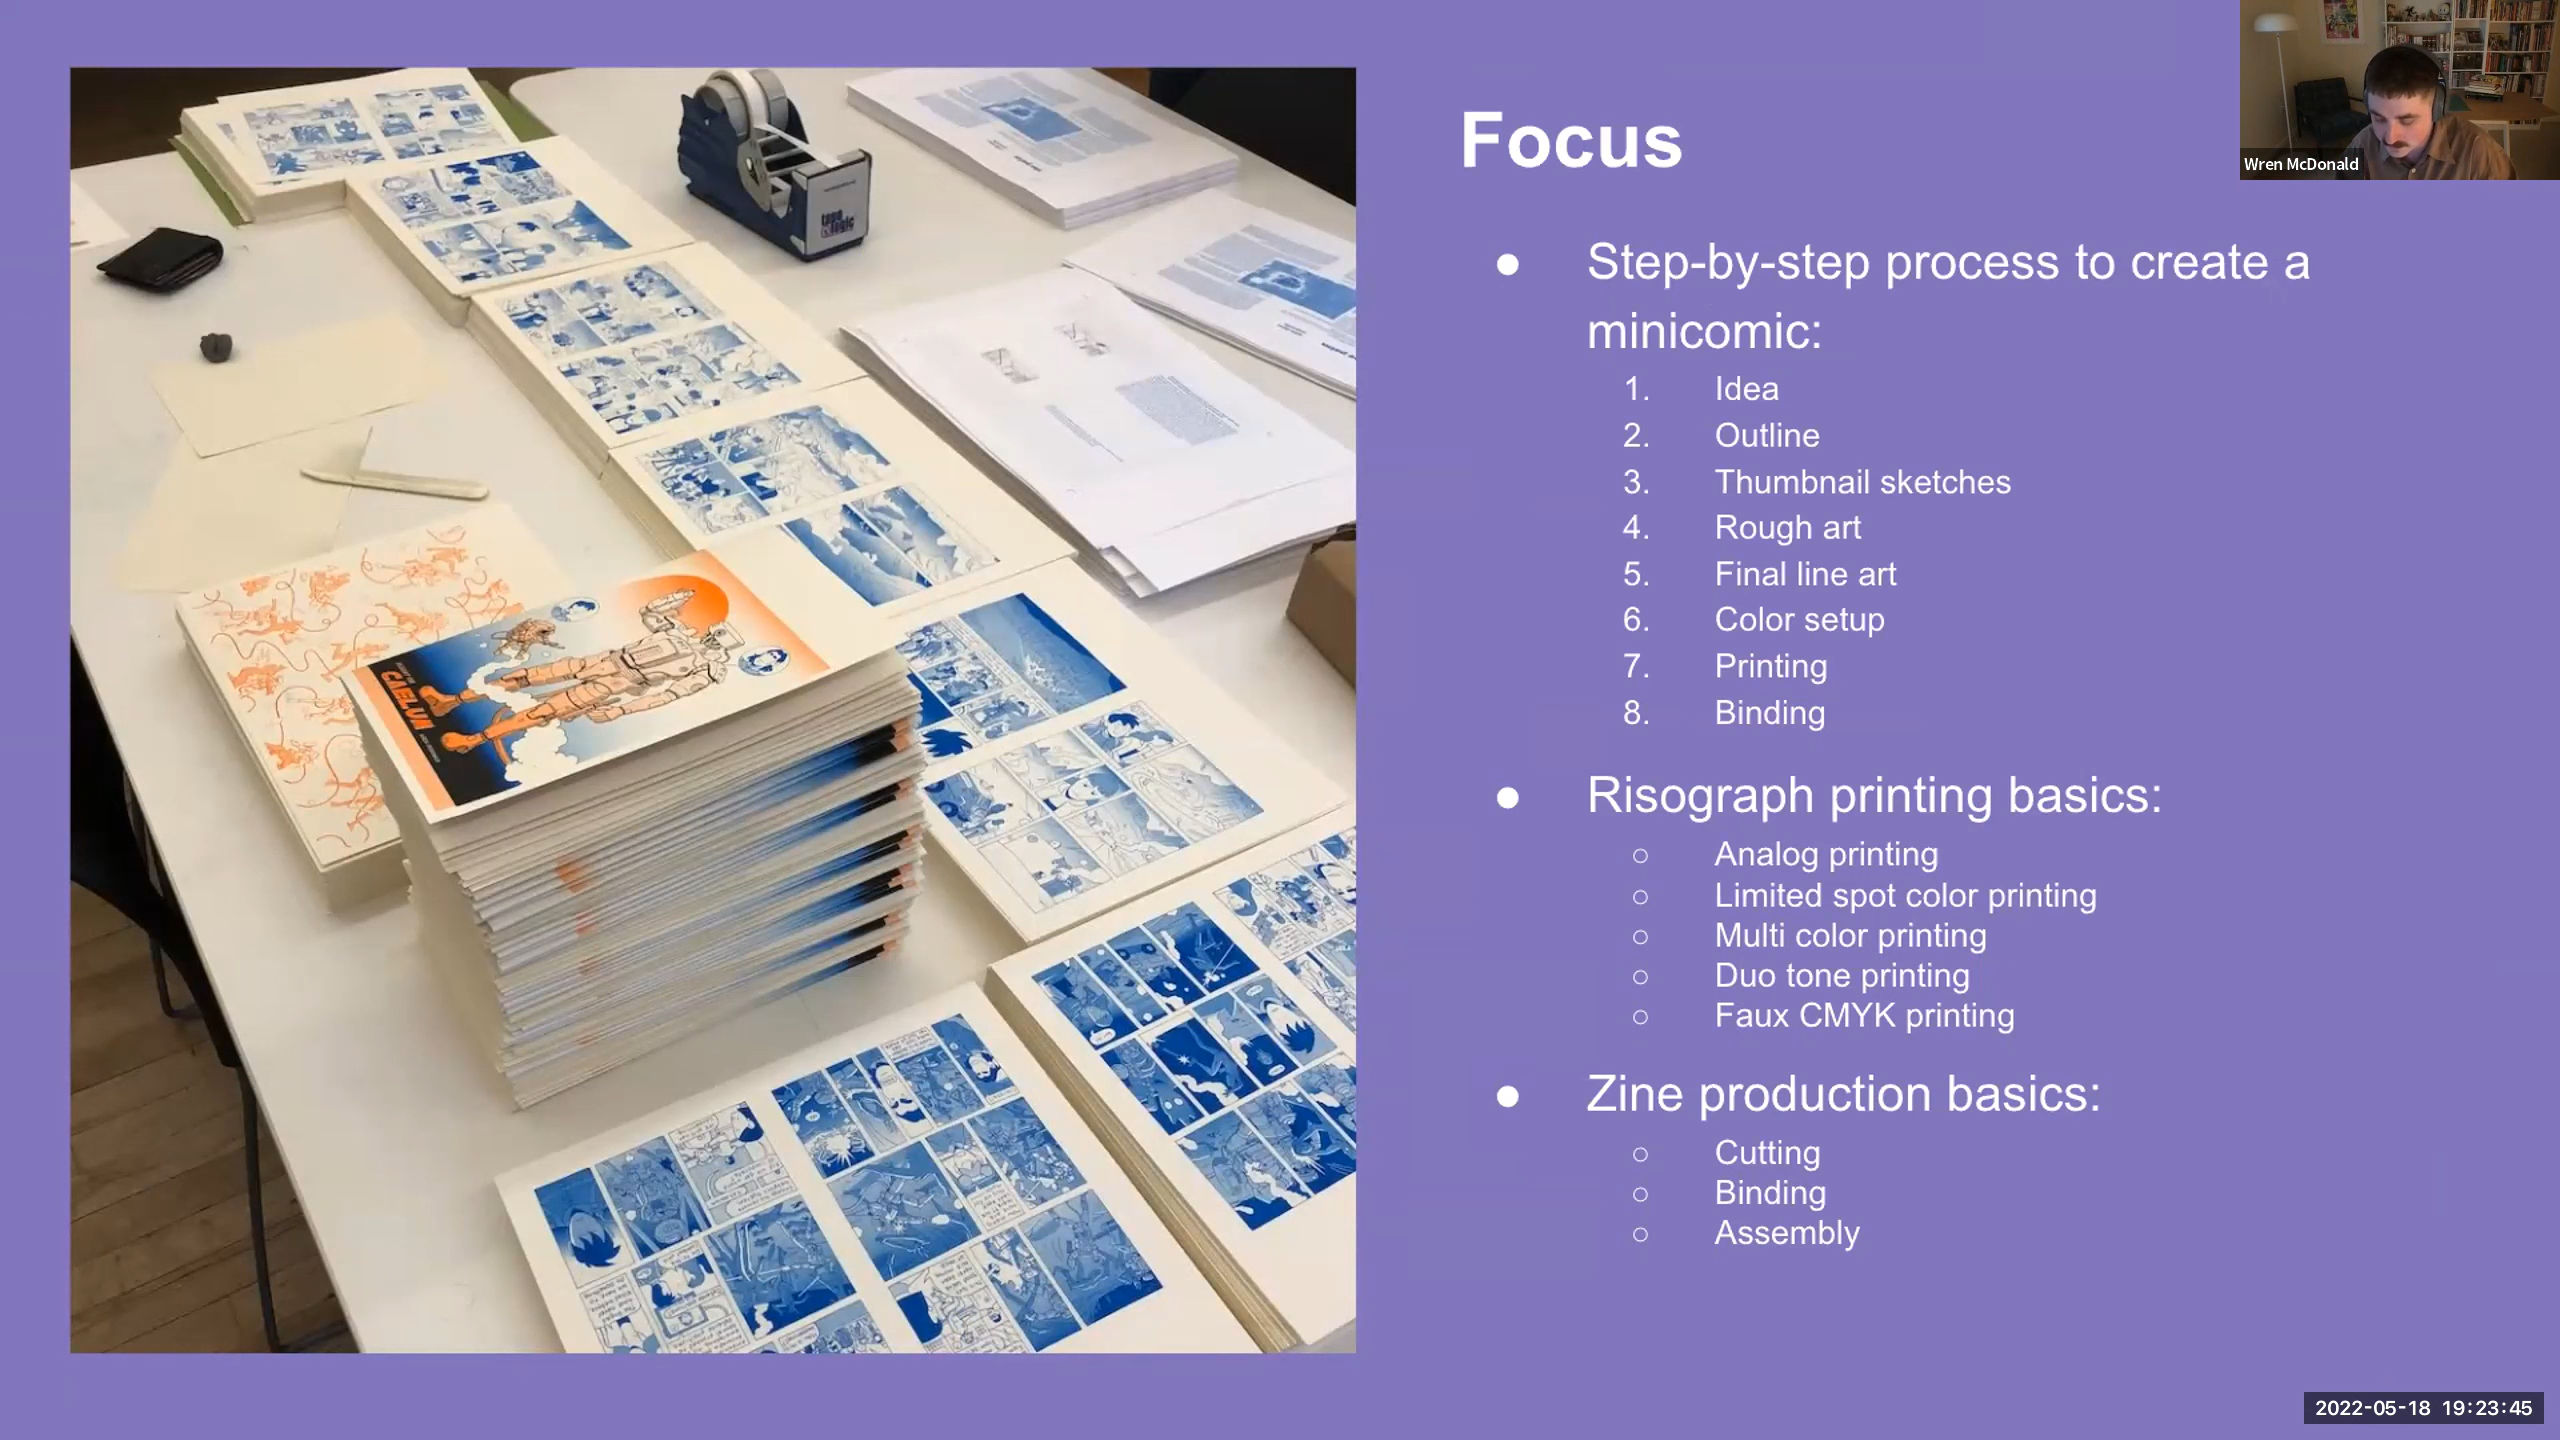 Focus
Wren McDonald
● Step-by-step process to create a
minicomic:
1. Idea
2. Outline
3. Thumbnail sketches
4. Rough art
5. Final line art
6. Color setup
7. Printing
8. Binding
● Risograph printing basics:
○ Analog printing
○ Limited spot color printing
○ Multi color printing
○ Duo tone printing
○ Faux CMYK printing
● Zine production basics:
○ Cutting
○ Binding
○ Assembly
tape
logic
CAELUM
2022-05-18 19:23:45